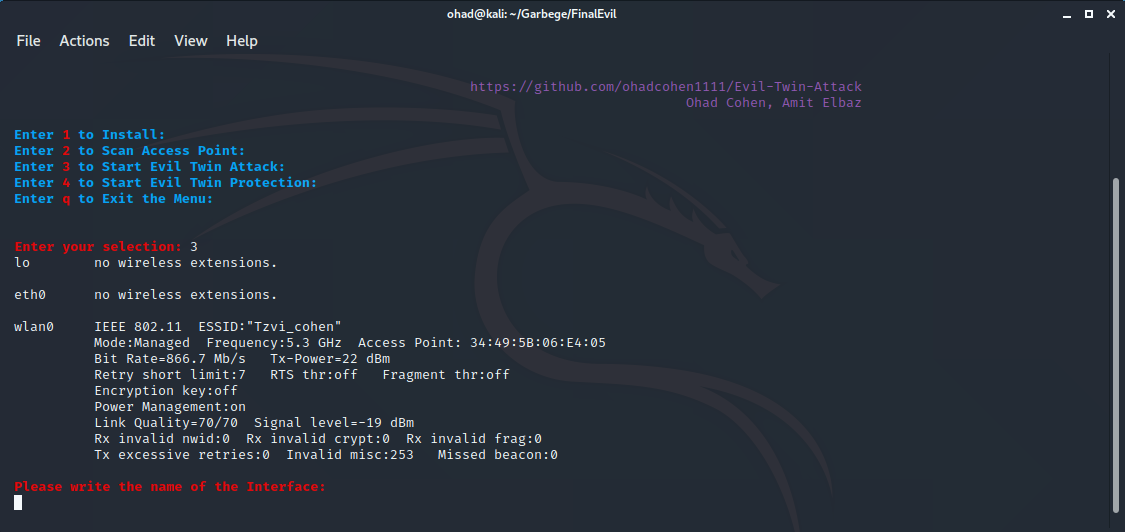 ohad@kali: ~/Garbege/FinalEvil
File Actions Edit View Help
https://github.com/ohadcohen1111/Evil-Twin-Attack
Ohad Cohen, Amit Elbaz
Enter 1 to Install:
Enter 2 to Scan Access Point:
Enter 3 to Start Evil Twin Attack:
Enter 4 to Start Evil Twin Protection:
Enter q to Exit the Menu:
Enter your selection: 3
lo        no wireless extensions.
eth0      no wireless extensions.
wlan0     IEEE 802.11  ESSID:"Tzvi_cohen"
Mode:Managed  Frequency:5.3 GHz  Access Point: 34:49:5B:06:E4:05
Bit Rate=866.7 Mb/s   Tx-Power=22 dBm
Retry short limit:7   RTS thr:off   Fragment thr:off
Encryption key:off
Power Management:on
Link Quality=70/70  Signal level=-19 dBm
Rx invalid nwid:0  Rx invalid crypt:0  Rx invalid frag:0
Tx excessive retries:0  Invalid misc:253   Missed beacon:0
Please write the name of the Interface: